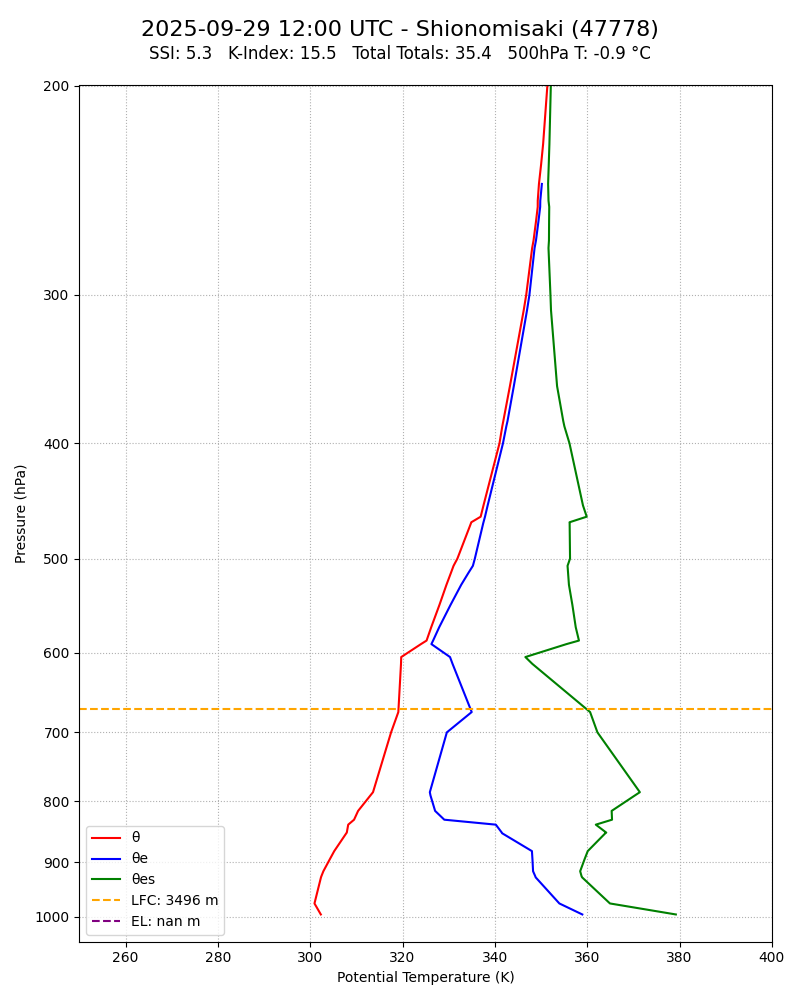 2025-09-29 12:00 UTC - Shionomisaki (47778)
SSI: 5.3   K-Index: 15.5   Total Totals: 35.4   500hPa T: -0.9 °C
200
300
400
500
600
700
800
900
1000
Pressure (hPa)
θ
θe
θes
LFC: 3496 m
EL: nan m
260
280
300
320
340
360
380
400
Potential Temperature (K)